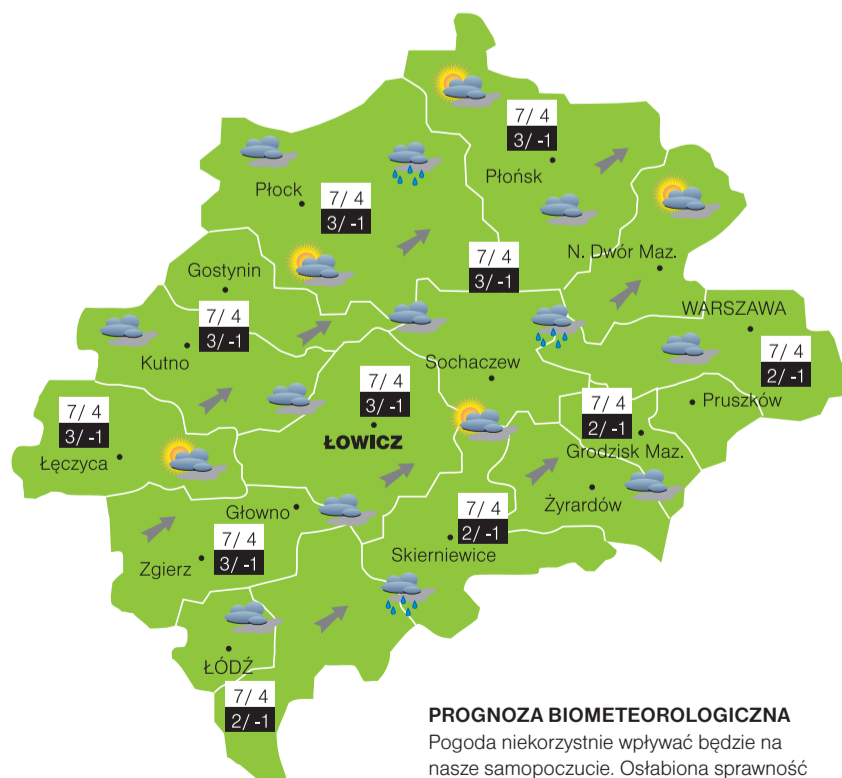 7/ 4
3/ -1
Płońsk
Płock
7/ 4
3/ -1
7/ 4
3/ -1
N. Dwór Maz.
Gostynin
7/ 4
3/ -1
Kutno
WARSZAWA
7/ 4
2/ -1
Sochaczew
7/ 4
3/ -1
ŁOWICZ
7/ 4
3/ -1
Łęczyca
7/ 4
2/ -1
Pruszków
Grodzisk Maz.
Żyrardów
Głowno
7/ 4
2/ -1
Skierniewice
7/ 4
3/ -1
Zgierz
ŁÓDŹ
7/ 4
2/ -1
PROGNOZA BIOMETEOROLOGICZNA
Pogoda niekorzystnie wpływać będzie na
nasze samopoczucie. Osłabiona sprawność